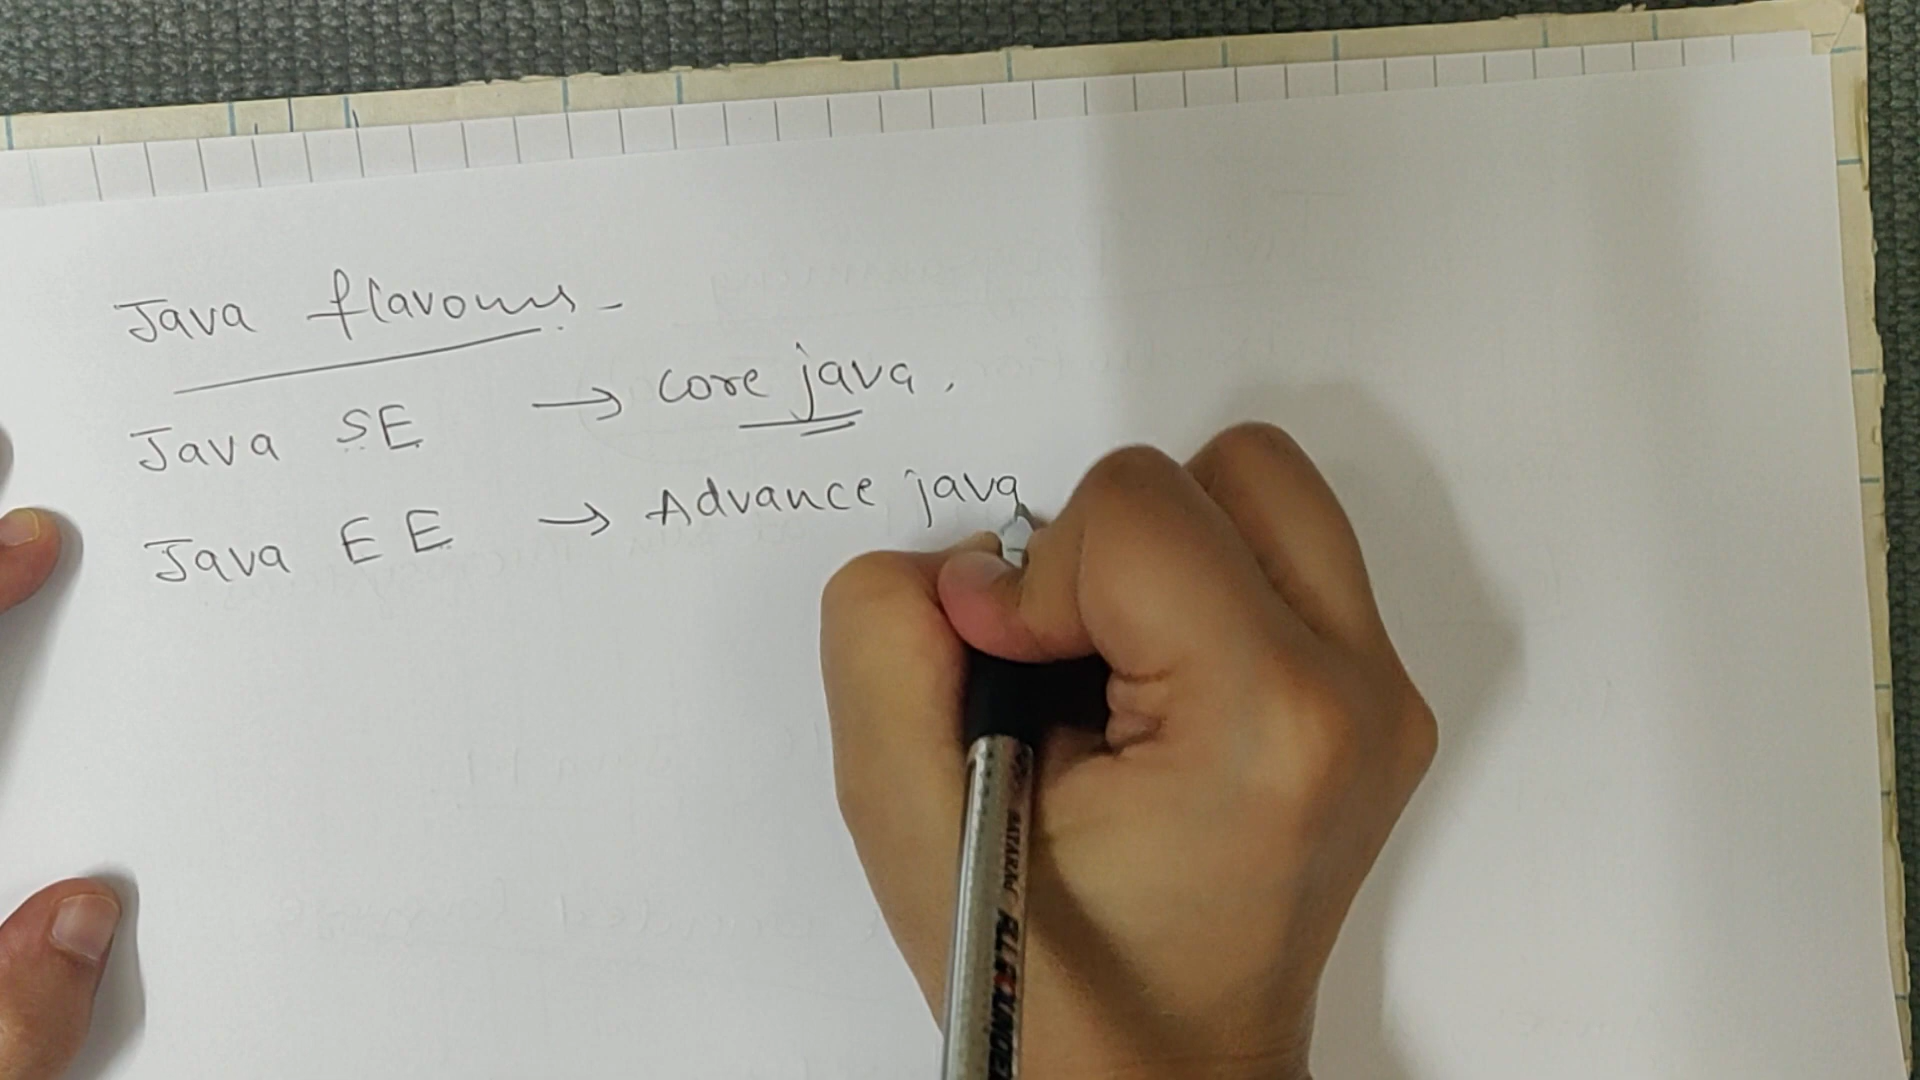 Java flavours -
Java SE → core java.
Java EE → Advance java